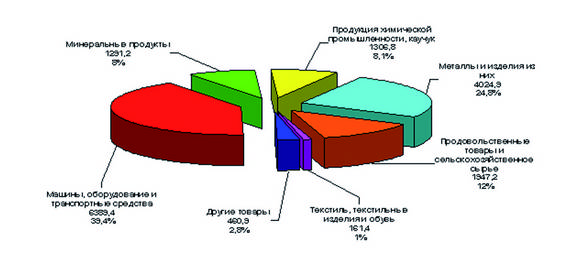 Минеральные продукты
1291,2
8%
Продукция химической
промышленности, каучук
1306,8
8,1%
Металлы и изделия из
них
4024,9
24,8%
Продовольственные
товары и
сельскохозяйственное
сырье
1947,2
12%
Текстиль, текстильные
изделия и обувь
161,4
1%
Другие товары
460,9
2,8%
Машины, оборудование и
транспортные средства
6389,4
39,4%